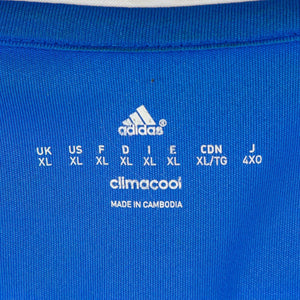 adidas®
UK US F D I E CDN J
XL XL XL XL XL XL XL/TG 4XO
climacool
MADE IN CAMBODIA